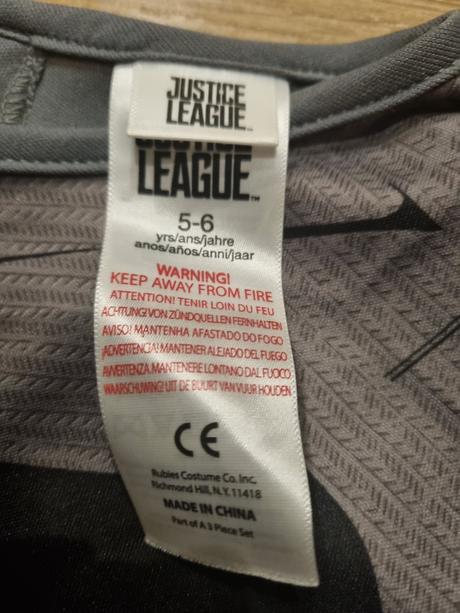 JUSTICE
LEAGUE™
JUSTICE
LEAGUE™
5-6
yrs/ans/jahre
anos/años/anni/jaar
WARNING!
KEEP AWAY FROM FIRE
ATTENTION! TENIR LOIN DU FEU
ACHTUNG! VON ZÜNDQUELLEN FERNHALTEN
AVISO! MANTENHA AFASTADO DO FOGO
¡ADVERTENCIA! MANTENER ALEJADO DEL FUEGO
AVVERTENZA. MANTENERE LONTANO DAL FUOCO
WAARSCHUWING! UIT DE BUURT VAN VUUR HOUDEN
CE
Rubies Costume Co. Inc.
Richmond Hill, N.Y. 11418
MADE IN CHINA
Part of A 3 Piece Set